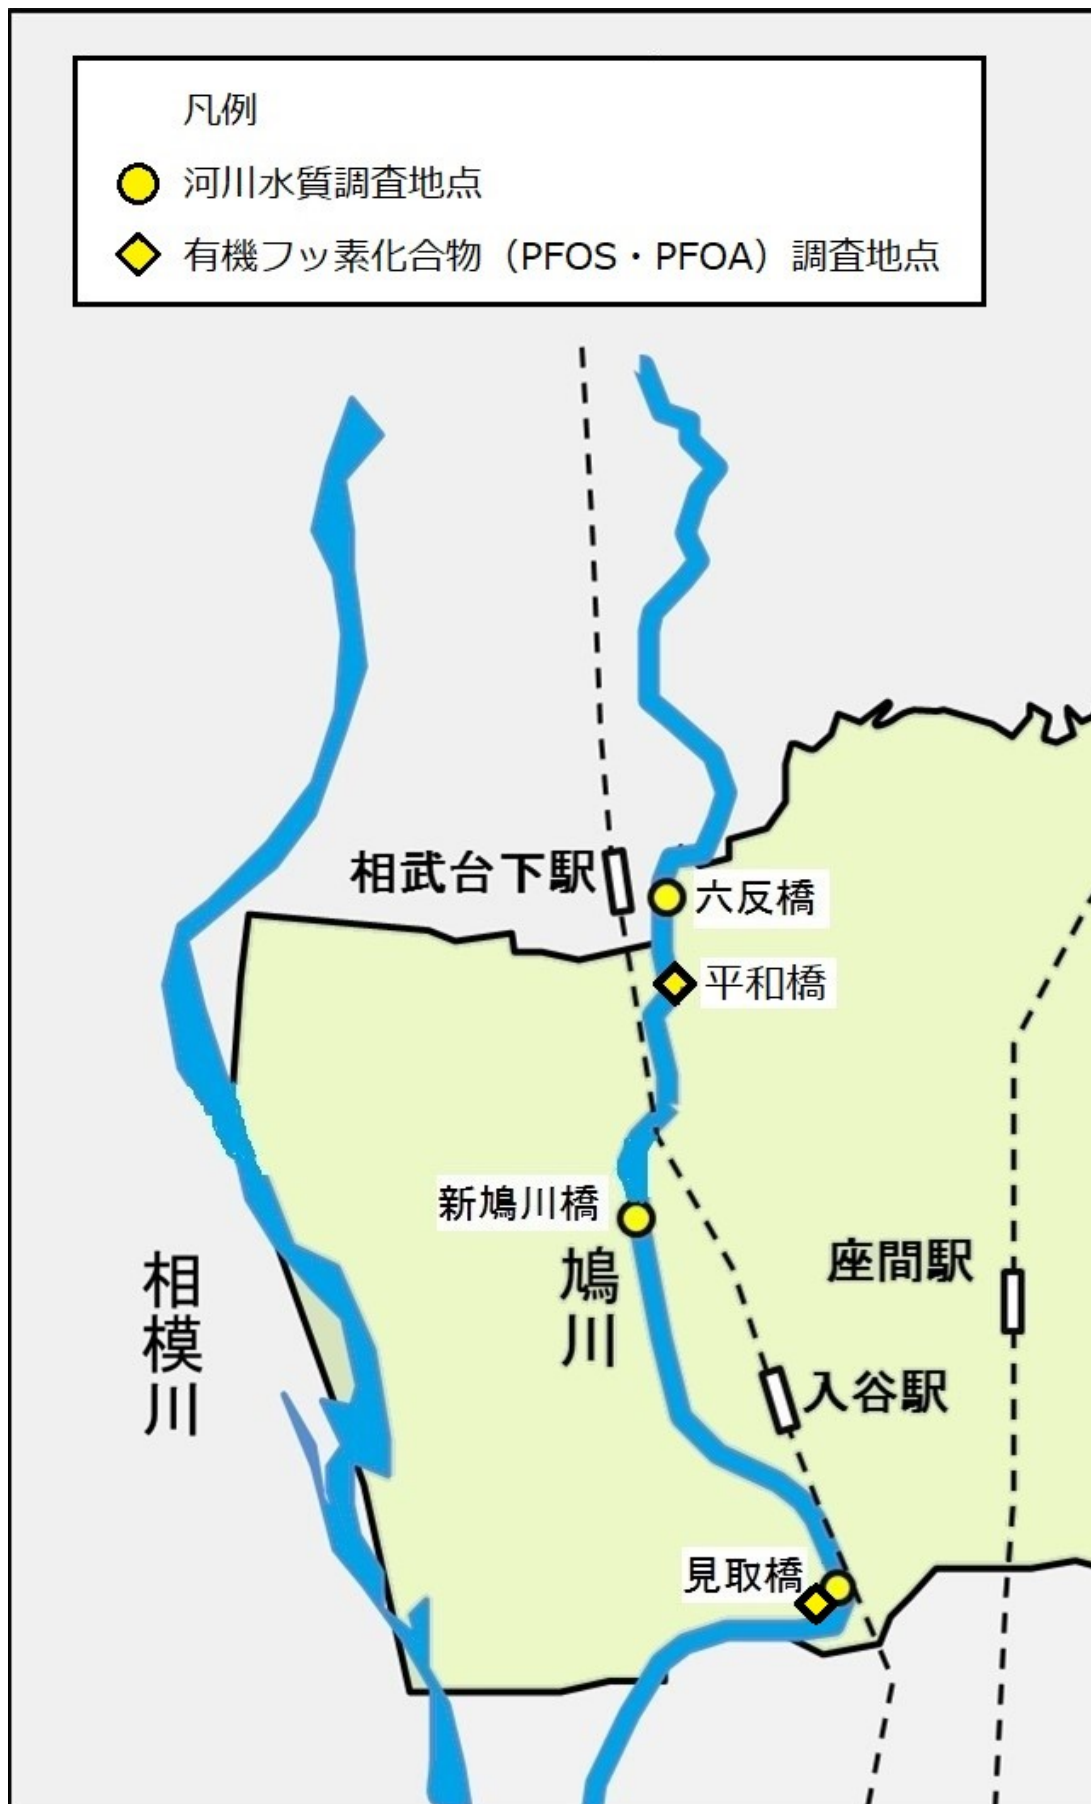 凡例
河川水質調査地点
有機フッ素化合物（PFOS・PFOA）調査地点
相武台下駅
六反橋
平和橋
新鳩川橋
鳩川
相模川
座間駅
入谷駅
見取橋